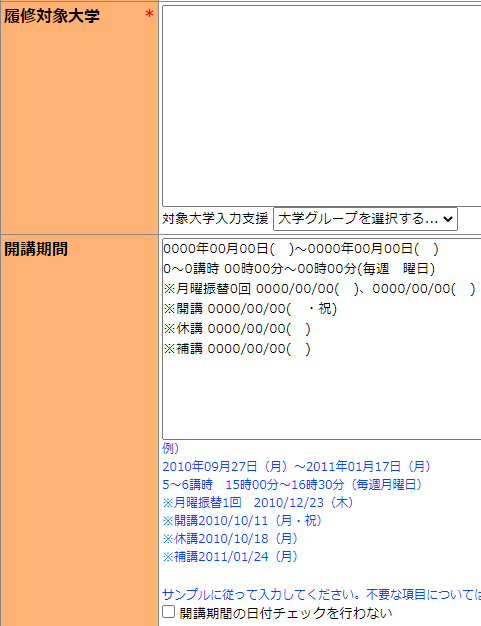 履修対象大学 *
対象大学入力支援 大学グループを選択する...
開講期間
0000年00月00日(　)～0000年00月00日(　)
0～0講時 00時00分～00時00分(毎週　曜日)
※月曜振替0回 0000/00/00(　)、0000/00/00(　)
※開講 0000/00/00(　・祝)
※休講 0000/00/00(　)
※補講 0000/00/00(　)
例）
2010年09月27日（月）～2011年01月17日（月）
5～6講時　15時00分～16時30分（毎週月曜日）
※月曜振替1回　2010/12/23（木）
※開講2010/10/11（月・祝）
※休講2010/10/18（月）
※補講2011/01/24（月）
サンプルに従って入力してください。不要な項目については
開講期間の日付チェックを行わない